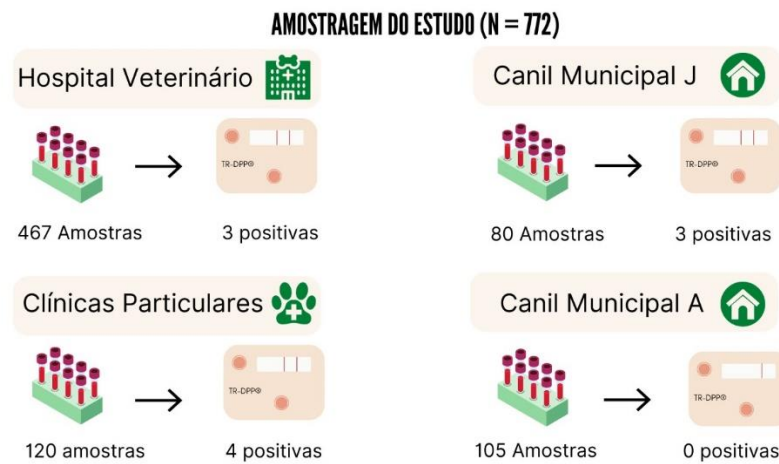 AMOSTRAGEM DO ESTUDO (N = 772)
Hospital Veterinário
TR-DPP®
467 Amostras
3 positivas
Canil Municipal J
TR-DPP®
80 Amostras
3 positivas
Clínicas Particulares
TR-DPP®
120 amostras
4 positivas
Canil Municipal A
TR-DPP®
105 Amostras
0 positivas